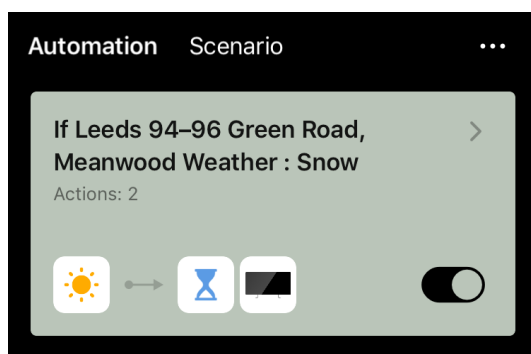 Automation Scenario
If Leeds 94–96 Green Road,
Meanwood Weather : Snow
Actions: 2